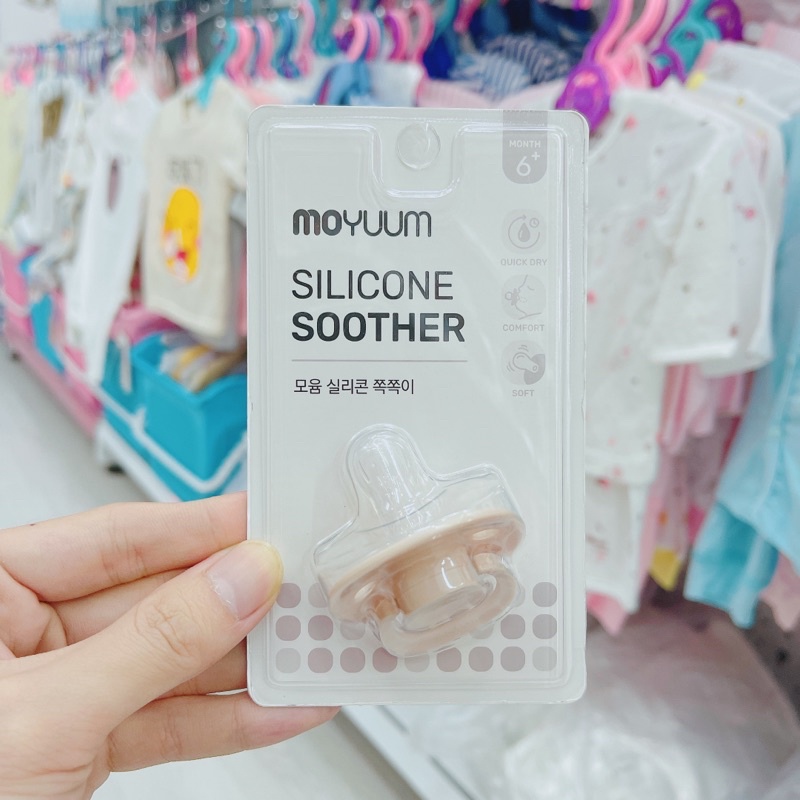 MONTH
6+
moyuum
SILICONE
SOOTHER
모윰 실리콘 쪽쪽이
QUICK DRY
COMFORT
SOFT